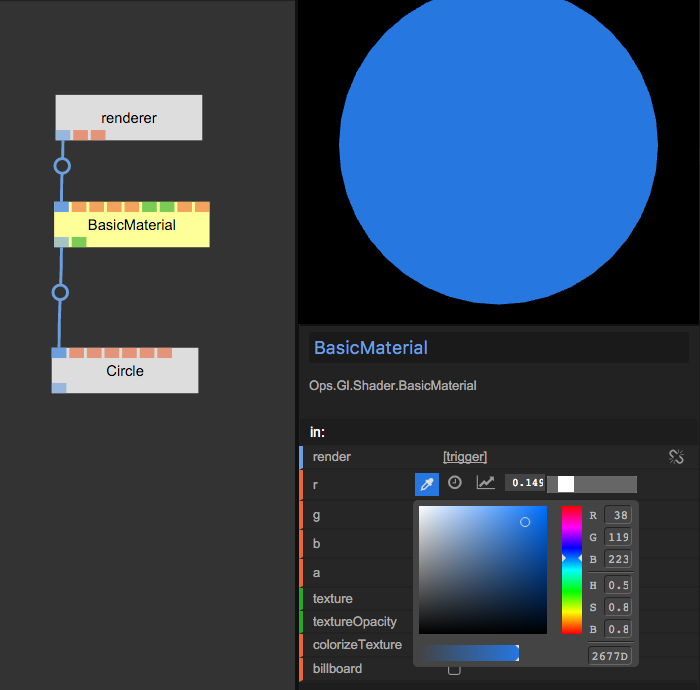 renderer
BasicMaterial
Circle
BasicMaterial
Ops.Gl.Shader.BasicMaterial
in:
render [trigger]
r 0.149
g
b
a
texture
textureOpacity
colorizeTexture
billboard
R 38
G 119
B 223
H 0.5
S 0.8
B 0.8
2677D